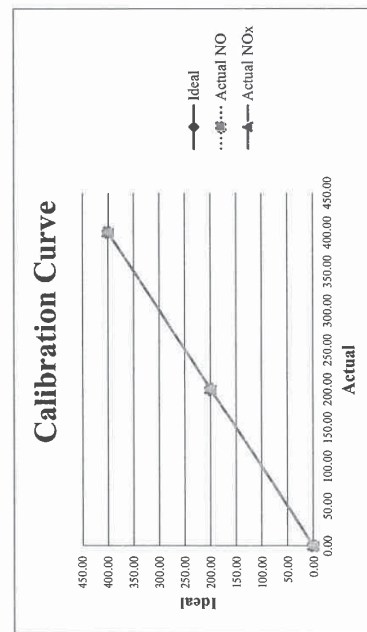 Calibration Curve
450.00
400.00
350.00
300.00
250.00
200.00
150.00
100.00
50.00
0.00
Ideal
0.00 50.00 100.00 150.00 200.00 250.00 300.00 350.00 400.00 450.00
Actual
Ideal
Actual NO
Actual NOx